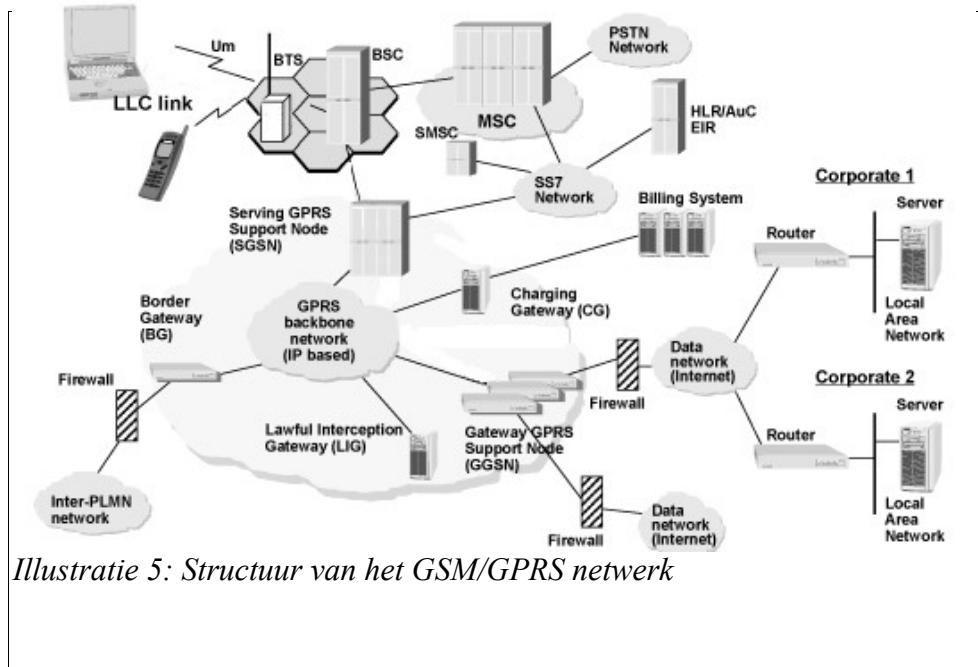 Um
BTS
BSC
LLC link
MSC
PSTN
Network
HLR/AuC
EIR
SMSC
SS7
Network
Serving GPRS
Support Node
(SGSN)
Billing System
Corporate 1
Server
Router
Local
Area
Network
Border
Gateway
(BG)
GPRS
backbone
network
(IP based)
Charging
Gateway (CG)
Firewall
Data
network
(Internet)
Firewall
Corporate 2
Server
Router
Local
Area
Network
Lawful Interception
Gateway (LIG)
Gateway GPRS
Support Node
(GGSN)
Inter-PLMN
network
Firewall
Data
network
(Internet)
Illustratie 5: Structuur van het GSM/GPRS netwerk